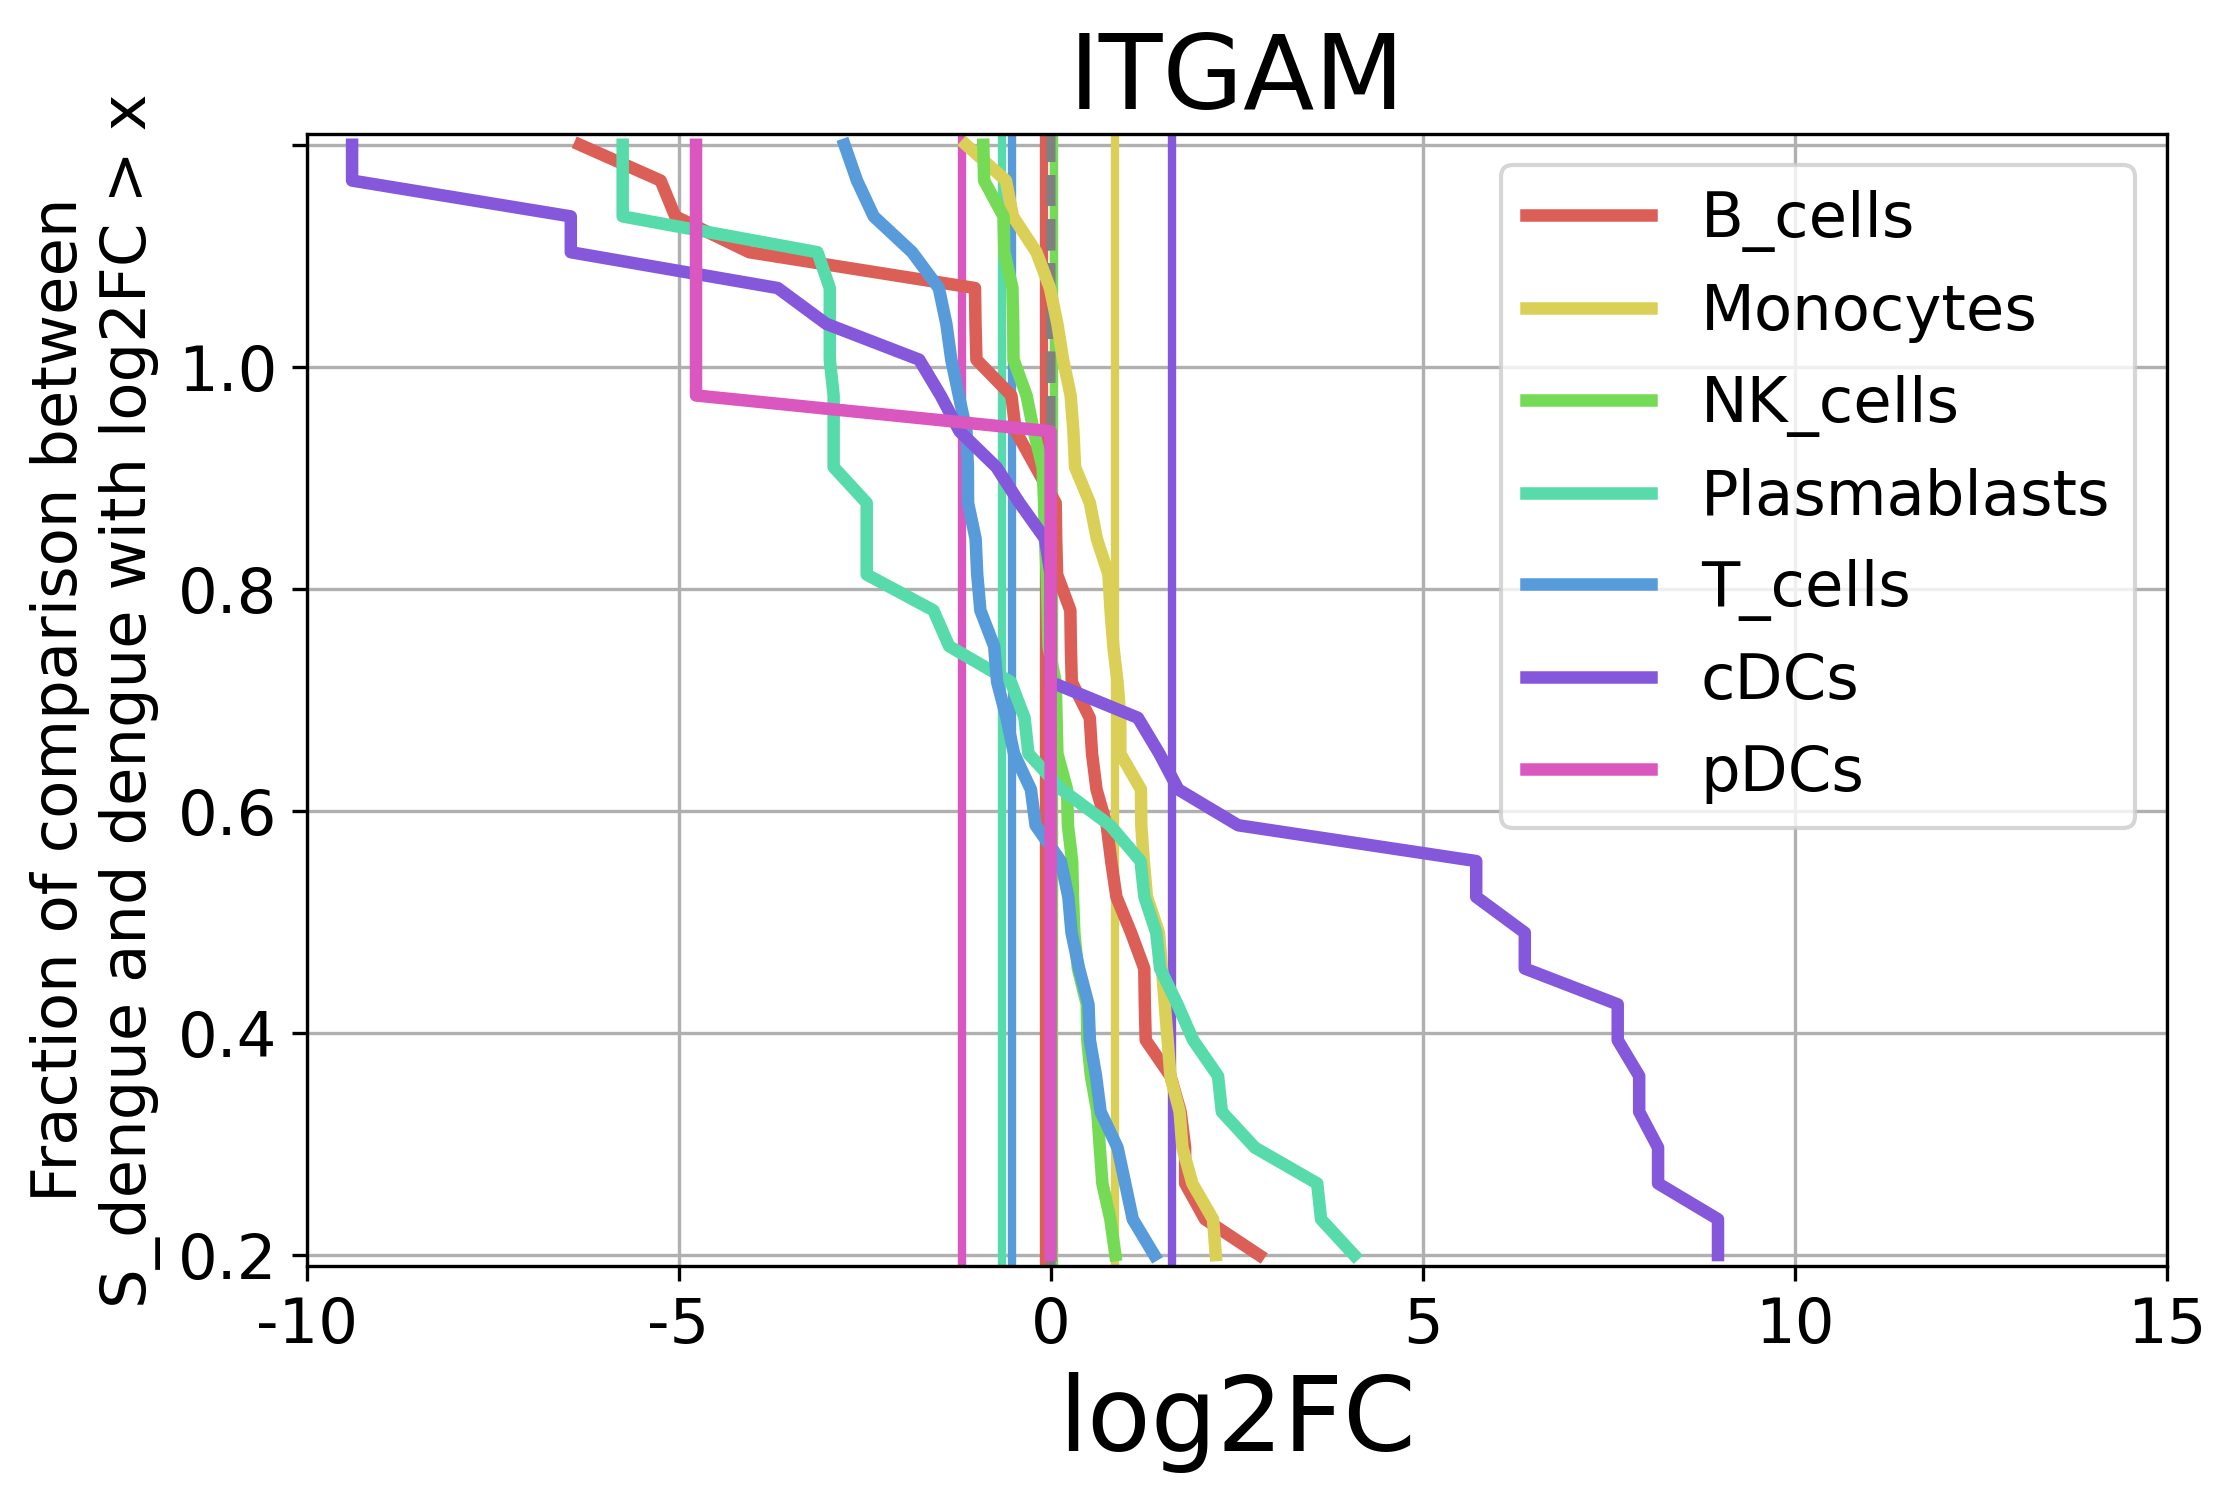 ITGAM
Fraction of comparison between
S_dengue and dengue with log2FC > x
1.0
0.8
0.6
0.4
0.2
-10
-5
0
5
10
15
log2FC
B_cells
Monocytes
NK_cells
Plasmablasts
T_cells
cDCs
pDCs